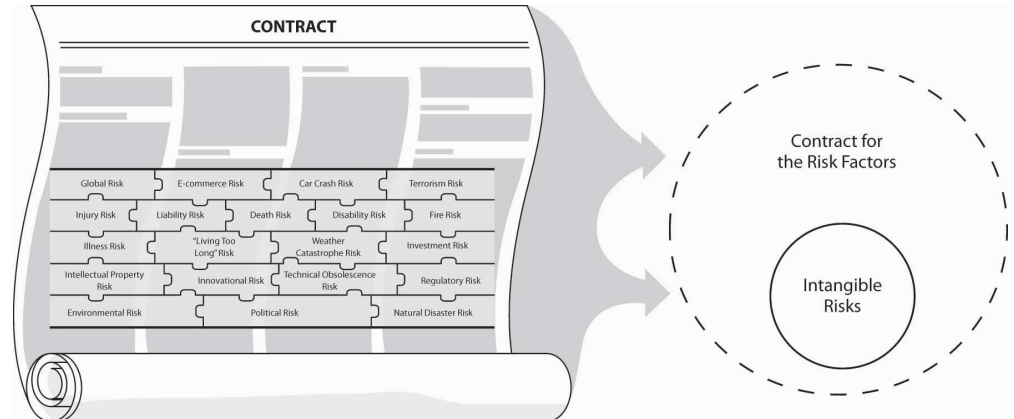 CONTRACT
Global Risk
E-commerce Risk
Car Crash Risk
Terrorism Risk
Injury Risk
Liability Risk
Death Risk
Disability Risk
Fire Risk
Illness Risk
"Living Too
Long"Risk
Weather
Catastrophe Risk
Investment Risk
Intellectual Property
Risk
Innovational Risk
Technical Obsolescence
Risk
Regulatory Risk
Environmental Risk
Political Risk
Natural Disaster Risk
Contract for
the Risk Factors
Intangible
Risks